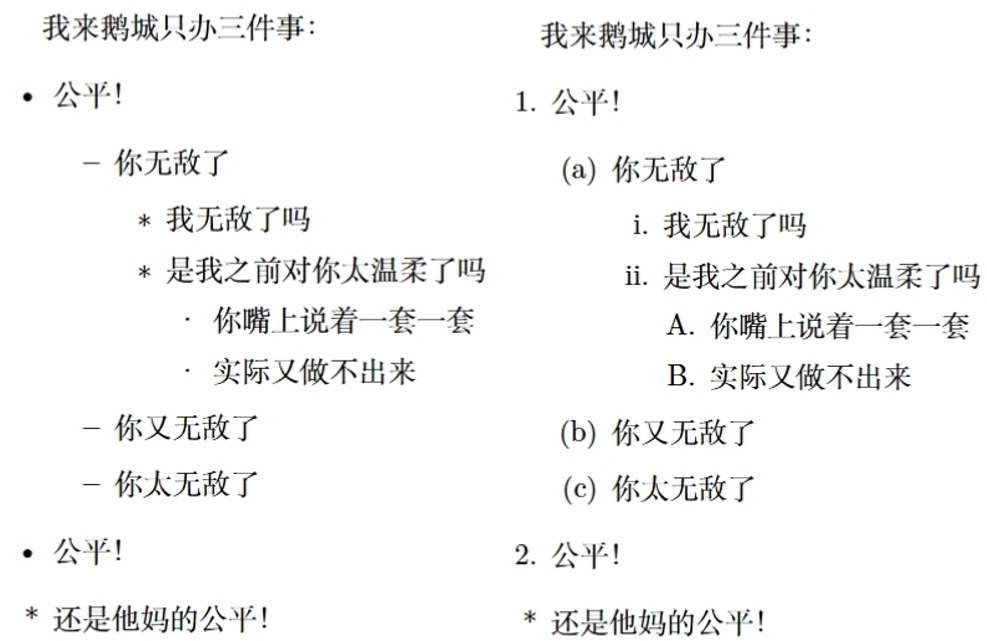 我来鹅城只办三件事：
• 公平！
– 你无敌了
* 我无敌了吗
* 是我之前对你太温柔了吗
· 你嘴上说着一套一套
· 实际又做不出来
– 你又无敌了
– 你太无敌了
• 公平！
* 还是他妈的公平！
我来鹅城只办三件事：
1. 公平！
(a) 你无敌了
i. 我无敌了吗
ii. 是我之前对你太温柔了吗
A. 你嘴上说着一套一套
B. 实际又做不出来
(b) 你又无敌了
(c) 你太无敌了
2. 公平！
* 还是他妈的公平！